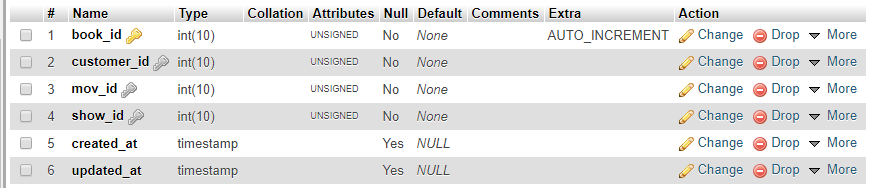 # Name Type Collation Attributes Null Default Comments Extra Action
1 book_id int(10) UNSIGNED No None AUTO_INCREMENT Change Drop More
2 customer_id int(10) UNSIGNED No None Change Drop More
3 mov_id int(10) UNSIGNED No None Change Drop More
4 show_id int(10) UNSIGNED No None Change Drop More
5 created_at timestamp Yes NULL Change Drop More
6 updated_at timestamp Yes NULL Change Drop More